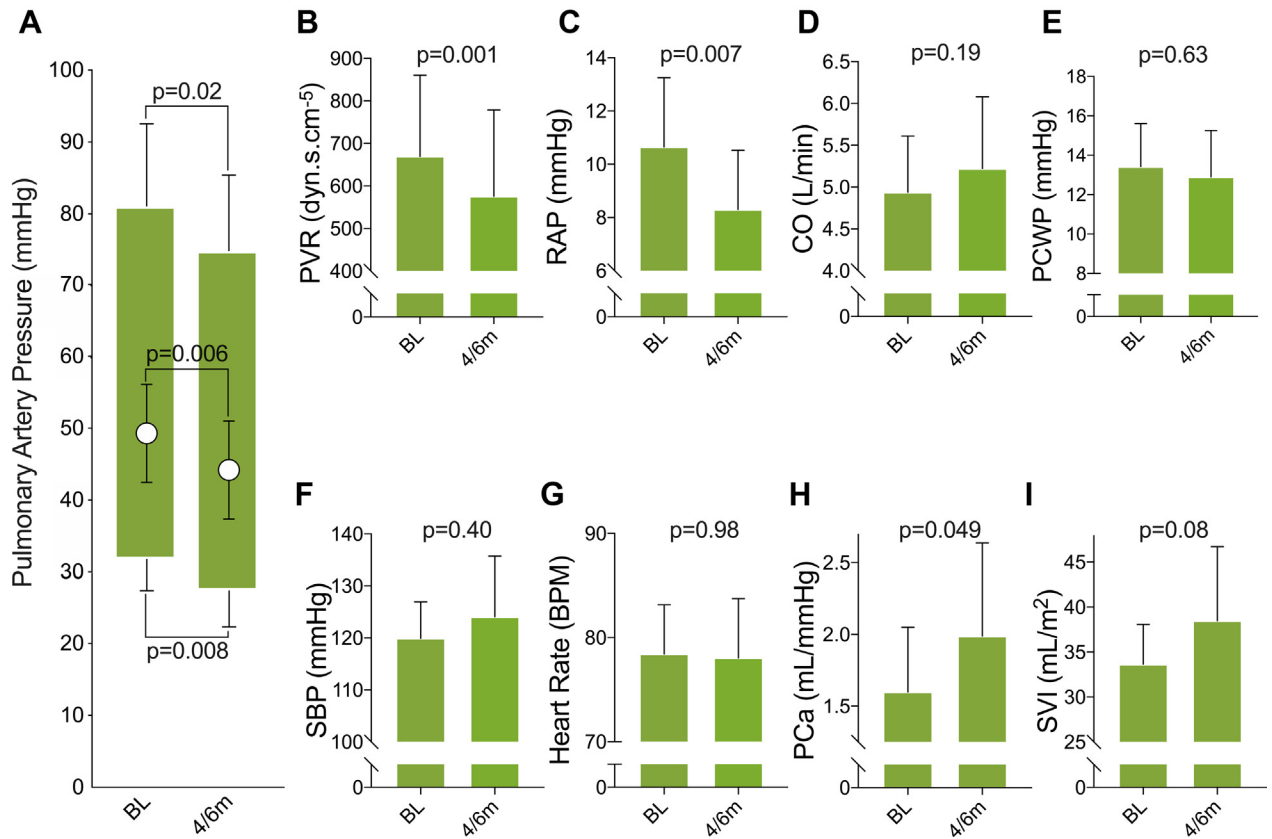 A
Pulmonary Artery Pressure (mmHg)
100
90
80
70
60
50
40
30
20
10
0
p=0.02
p=0.006
p=0.008
BL
4/6m
B
p=0.001
PVR (dyn.s.cm-5)
900
800
700
600
500
400
0
BL
4/6m
C
p=0.007
RAP (mmHg)
14
12
10
8
6
0
BL
4/6m
D
p=0.19
CO (L/min)
6.5
6.0
5.5
5.0
4.5
4.0
0
BL
4/6m
E
p=0.63
PCWP (mmHg)
18
16
14
12
10
8
0
BL
4/6m
F
p=0.40
SBP (mmHg)
140
130
120
110
100
0
BL
4/6m
G
p=0.98
Heart Rate (BPM)
90
80
70
0
BL
4/6m
H
p=0.049
PCa (mL/mmHg)
2.5
2.0
1.5
0
BL
4/6m
I
p=0.08
SVI (mL/m2)
45
40
35
30
25
0
BL
4/6m